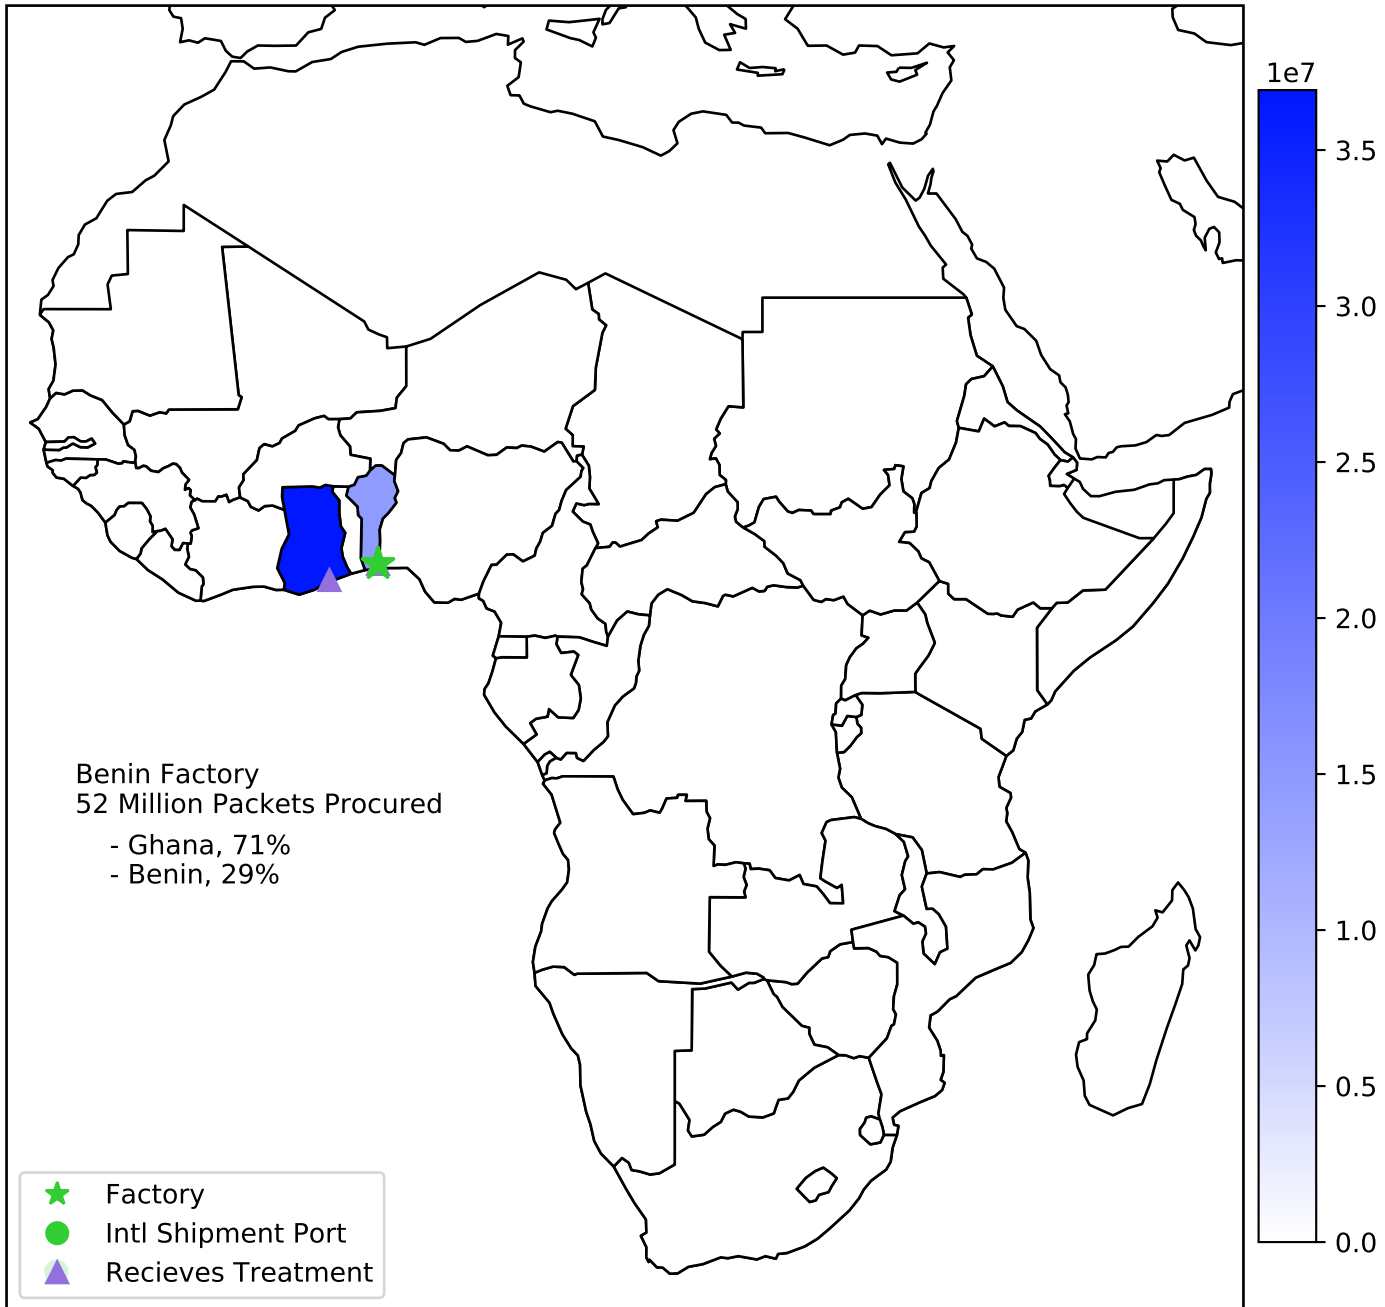 1e7
3.5
3.0
2.5
2.0
1.5
1.0
0.5
0.0
Benin Factory
52 Million Packets Procured
- Ghana, 71%
- Benin, 29%
Factory
Intl Shipment Port
Recieves Treatment